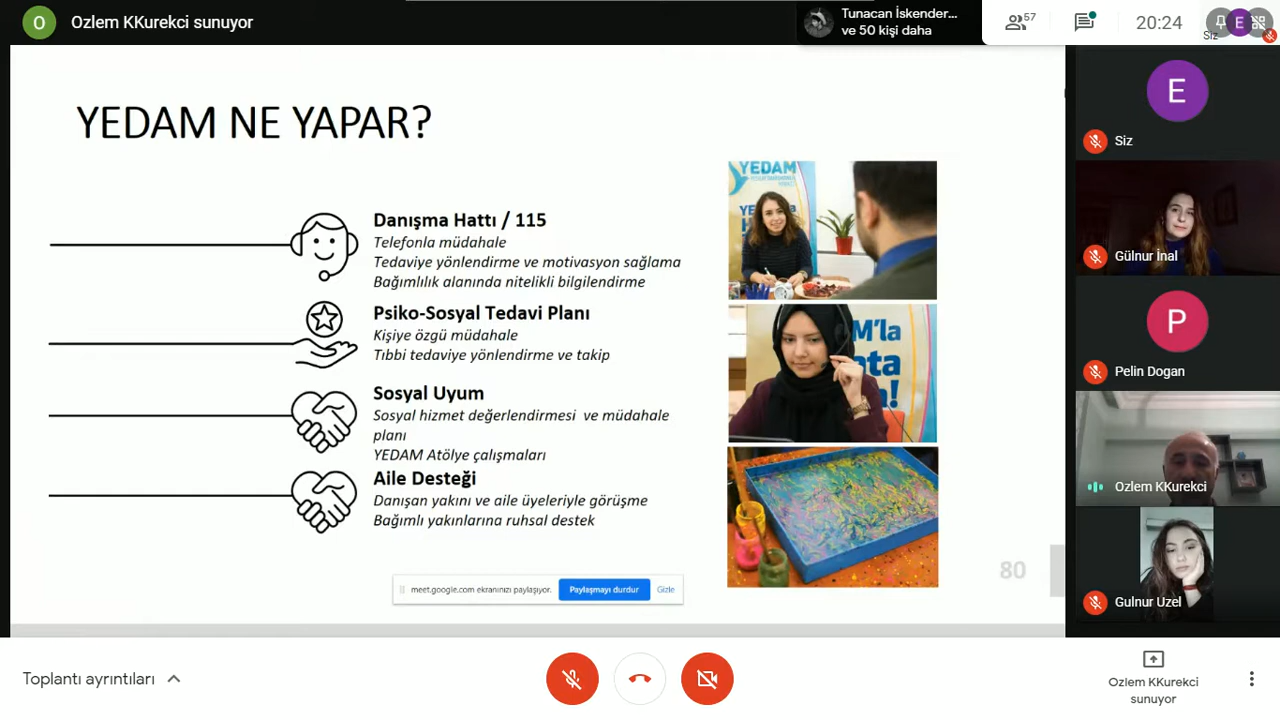 O
Ozlem KKurekci sunuyor
Tunacan İskender...
ve 50 kişi daha
57
20:24
E
Siz
YEDAM NE YAPAR?
Danışma Hattı / 115
Telefonla müdahale
Tedaviye yönlendirme ve motivasyon sağlama
Bağımlılık alanında nitelikli bilgilendirme
Psiko-Sosyal Tedavi Planı
Kişiye özgü müdahale
Tıbbi tedaviye yönlendirme ve takip
Sosyal Uyum
Sosyal hizmet değerlendirmesi  ve müdahale
planı
YEDAM Atölye çalışmaları
Aile Desteği
Danışan yakını ve aile üyeleriyle görüşme
Bağımlı yakınlarına ruhsal destek
YEDAM
M'la
ata
!
80
meet.google.com ekranınızı paylaşıyor.
Paylaşmayı durdur
Gizle
E
Siz
Gülnur İnal
P
Pelin Dogan
Ozlem KKurekci
Gulnur Uzel
Toplantı ayrıntıları
Ozlem KKurekci
sunuyor